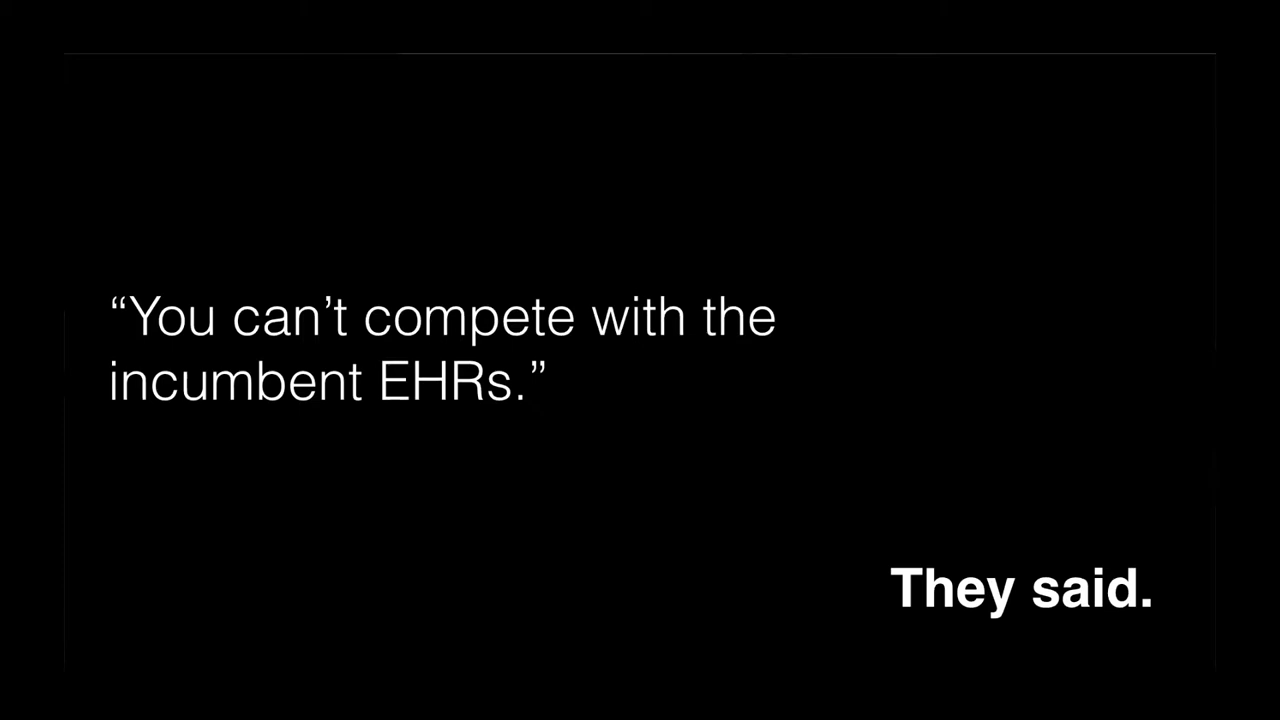 “You can’t compete with the
incumbent EHRs.”
They said.